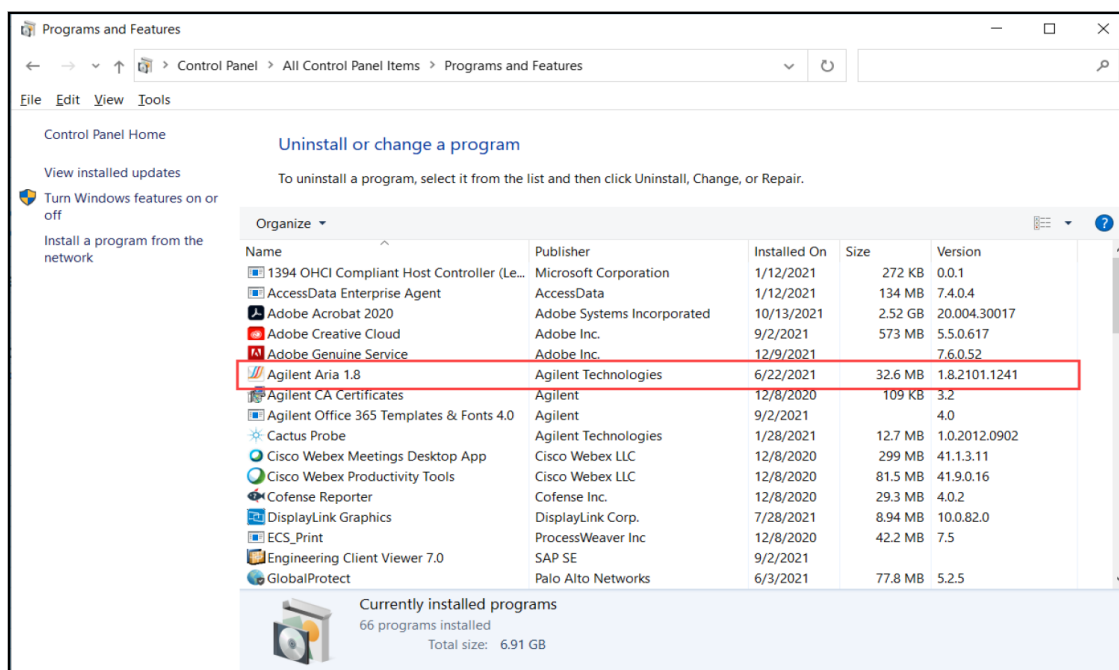 Programs and Features
Control Panel > All Control Panel Items > Programs and Features
File Edit View Tools
Control Panel Home
View installed updates
Turn Windows features on or
off
Install a program from the
network
Uninstall or change a program
To uninstall a program, select it from the list and then click Uninstall, Change, or Repair.
Organize
Name Publisher Installed On Size Version
1394 OHCI Compliant Host Controller (Le... Microsoft Corporation 1/12/2021 272 KB 0.0.1
AccessData Enterprise Agent AccessData 1/12/2021 134 MB 7.4.0.4
Adobe Acrobat 2020 Adobe Systems Incorporated 10/13/2021 2.52 GB 20.004.30017
Adobe Creative Cloud Adobe Inc. 9/2/2021 573 MB 5.5.0.617
Adobe Genuine Service Adobe Inc. 12/9/2021 7.6.0.52
Agilent Aria 1.8 Agilent Technologies 6/22/2021 32.6 MB 1.8.2101.1241
Agilent CA Certificates Agilent 12/8/2020 109 KB 3.2
Agilent Office 365 Templates & Fonts 4.0 Agilent 9/2/2021 4.0
Cactus Probe Agilent Technologies 1/28/2021 12.7 MB 1.0.2012.0902
Cisco Webex Meetings Desktop App Cisco Webex LLC 12/8/2020 299 MB 41.1.3.11
Cisco Webex Productivity Tools Cisco Webex LLC 12/8/2020 81.5 MB 41.9.0.16
Cofense Reporter Cofense Inc. 12/8/2020 29.3 MB 4.0.2
DisplayLink Graphics DisplayLink Corp. 7/28/2021 8.94 MB 10.0.82.0
ECS_Print ProcessWeaver Inc 12/8/2020 42.2 MB 7.5
Engineering Client Viewer 7.0 SAP SE 9/2/2021
GlobalProtect Palo Alto Networks 6/3/2021 77.8 MB 5.2.5
Currently installed programs
66 programs installed
Total size: 6.91 GB